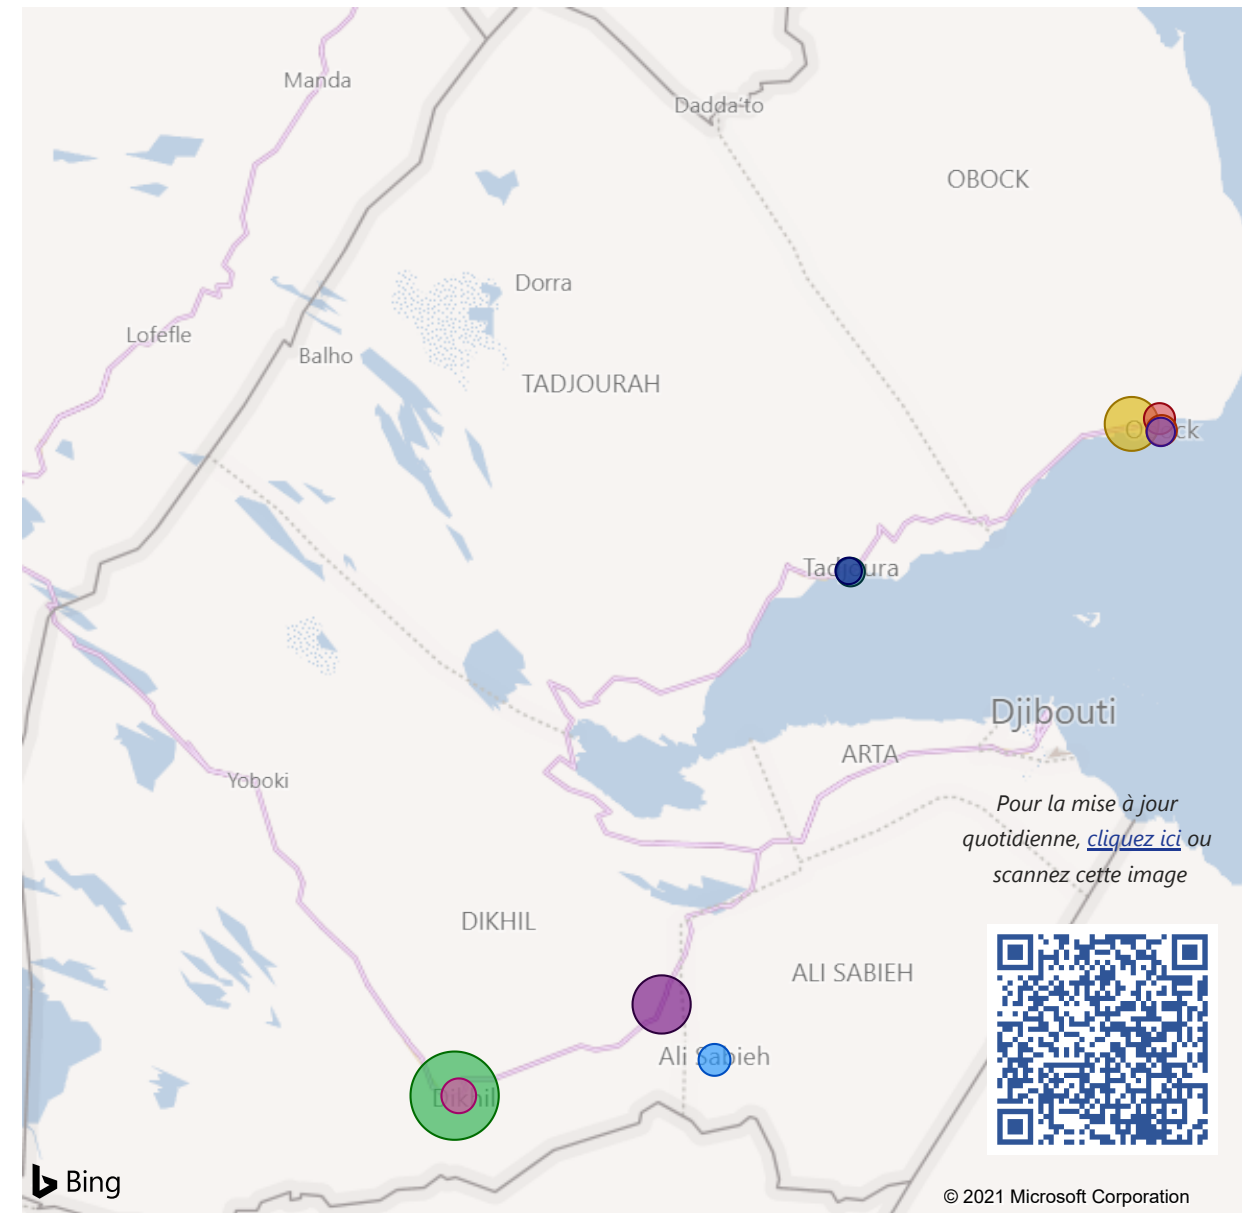 Manda
Dadda'to
OBOCK
Dorra
Lofefle
Balho
TADJOURAH
Obock
Tadjoura
Djibouti
ARTA
Yoboki
Pour la mise à jour
quotidienne, cliquez ici ou
scannez cette image
DIKHIL
ALI SABIEH
Ali Sabieh
Dikhil
Bing
© 2021 Microsoft Corporation